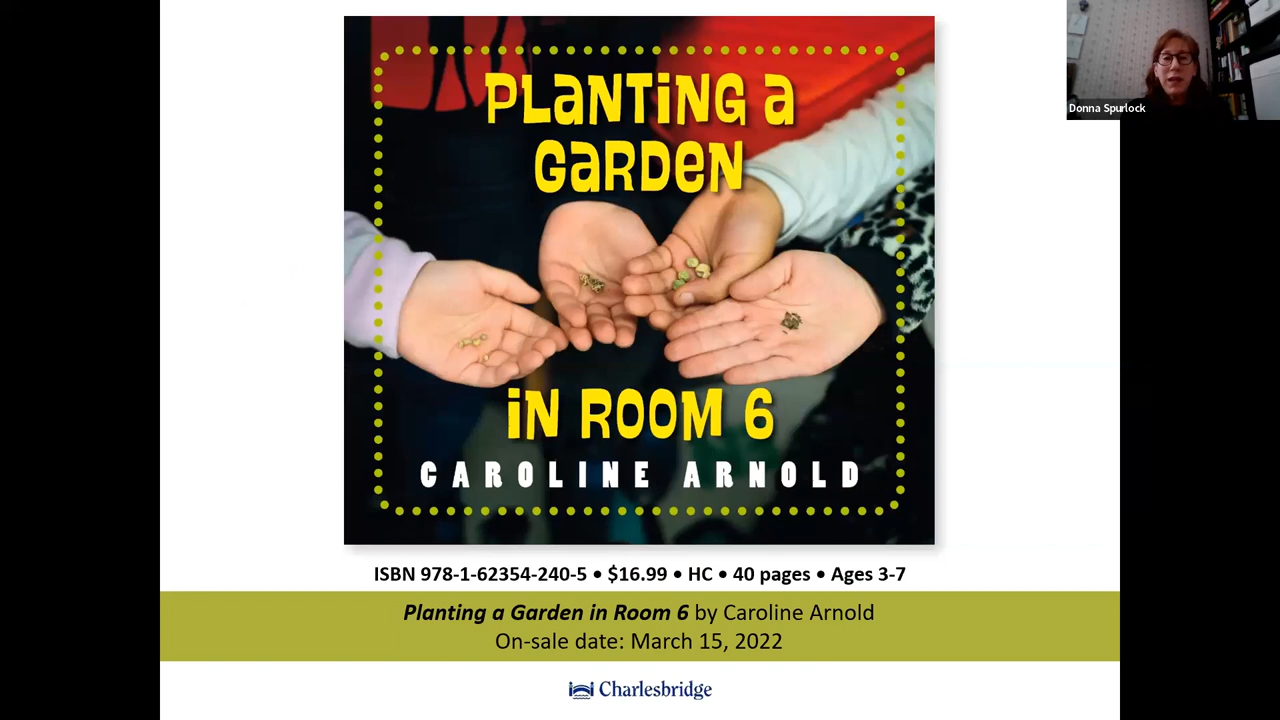 PLANTING A
GARDEN
IN ROOM 6
CAROLINE ARNOLD
Donna Spurlock
ISBN 978-1-62354-240-5 • $16.99 • HC • 40 pages • Ages 3-7
Planting a Garden in Room 6 by Caroline Arnold
On-sale date: March 15, 2022
Charlesbridge